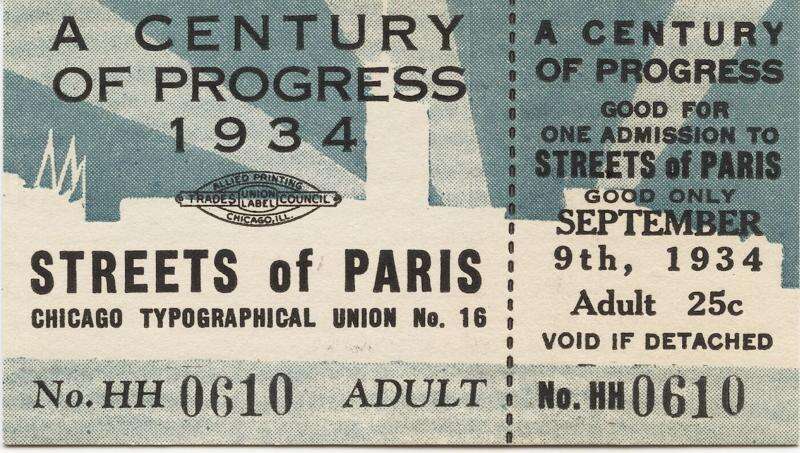 A CENTURY
OF PROGRESS
1934
ALLIED PRINTING
TRADES UNION LABEL COUNCIL
CHICAGO, ILL.
STREETS of PARIS
CHICAGO TYPOGRAPHICAL UNION No. 16
No. HH 0610 ADULT
A CENTURY
OF PROGRESS
GOOD FOR
ONE ADMISSION TO
STREETS of PARIS
GOOD ONLY
SEPTEMBER
9th, 1934
Adult 25c
VOID IF DETACHED
No. HH 0610